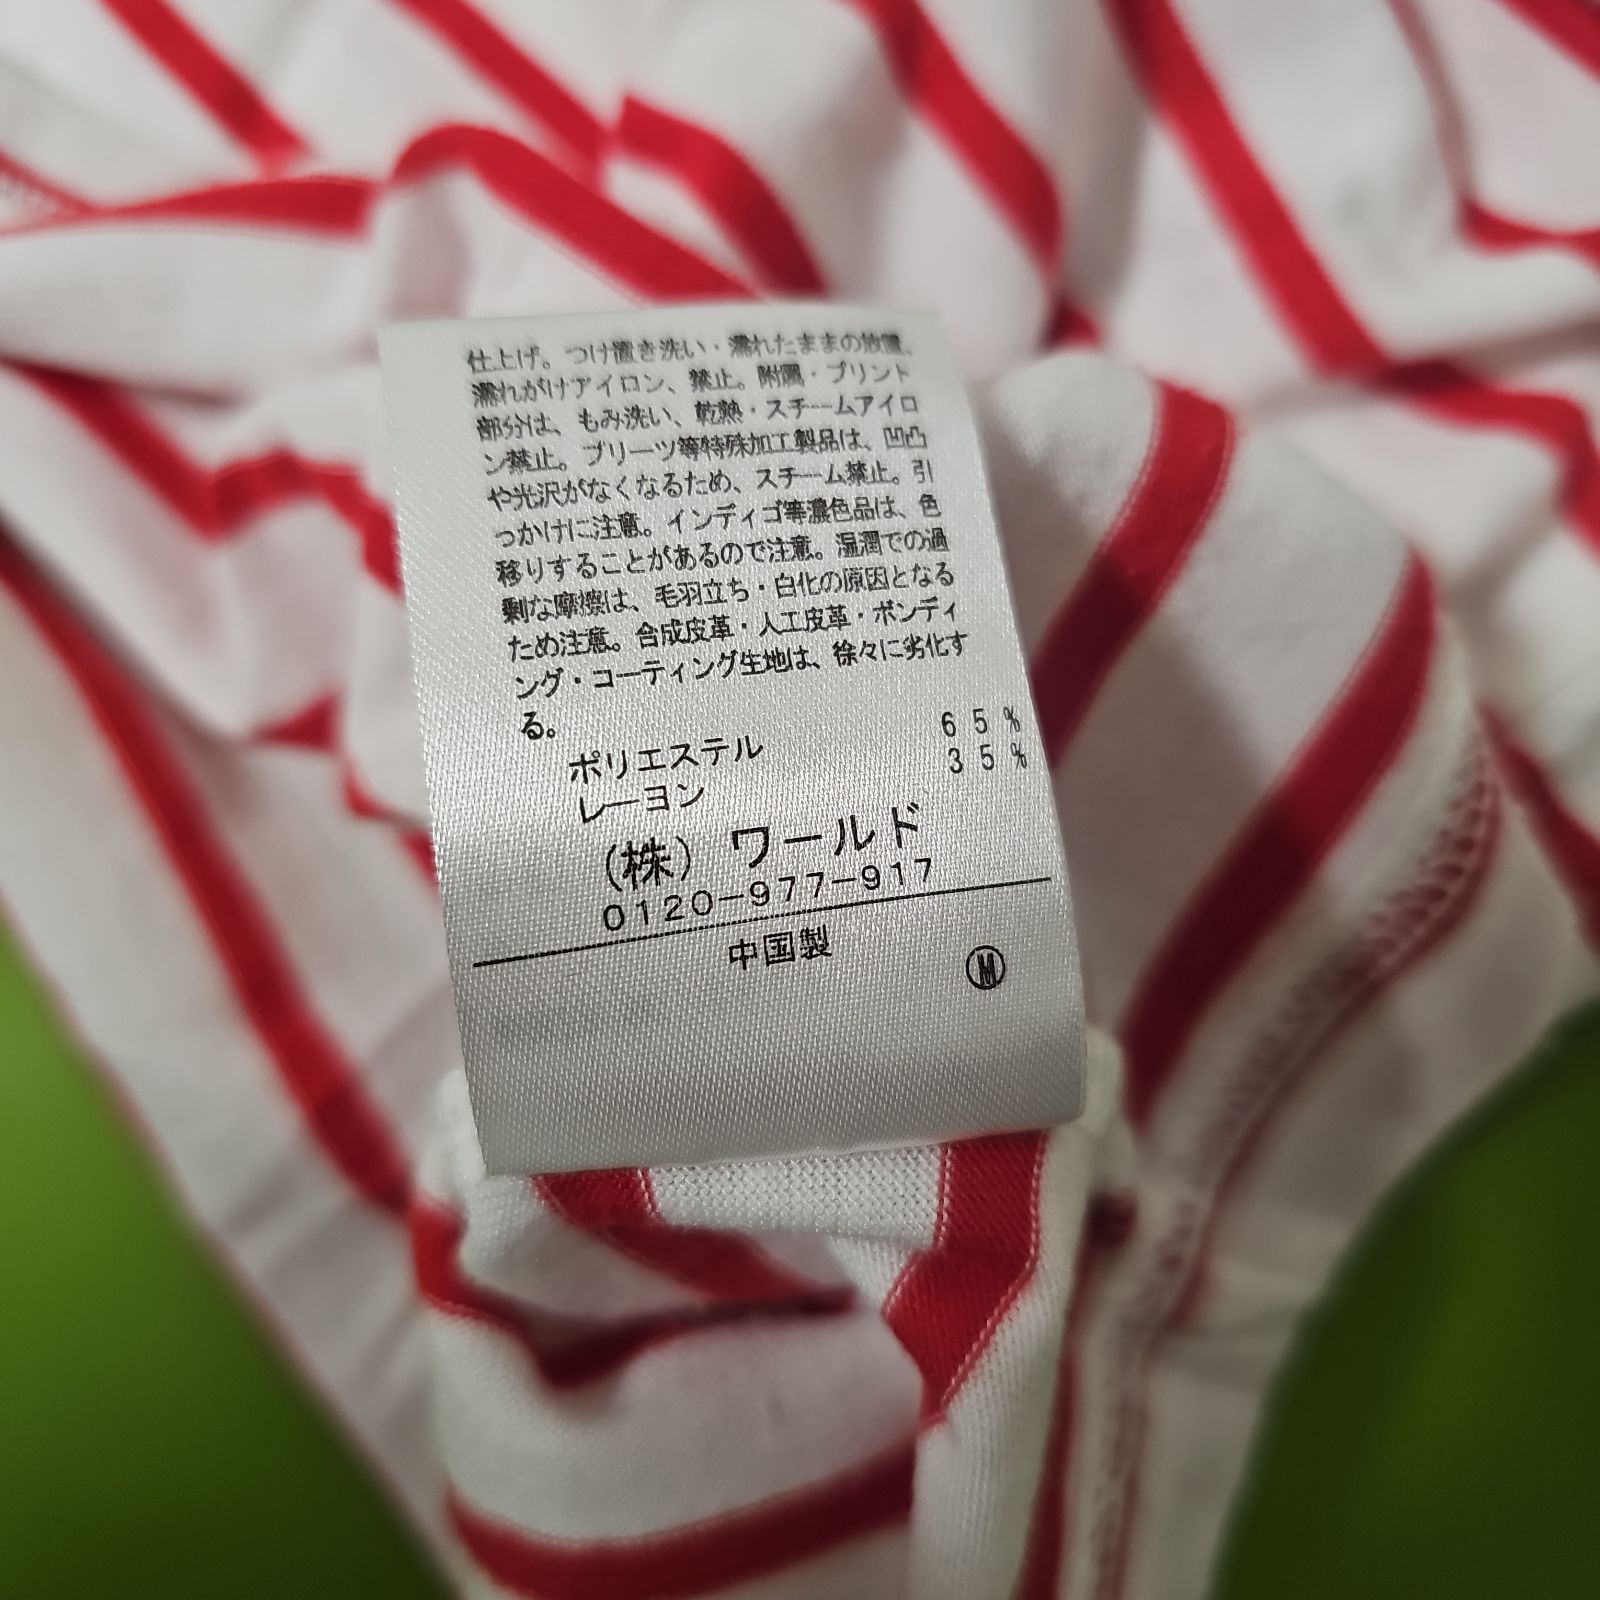 仕上げ。つけ置き洗い・濡れたままの放置、
濡れがけアイロン、禁止。附属・プリント
部分は、もみ洗い、乾熱・スチームアイロ
ン禁止。プリーツ等特殊加工製品は、凹凸
や光沢がなくなるため、スチーム禁止。引
っかけに注意。インディゴ等濃色品は、色
移りすることがあるので注意。湿潤での過
剰な摩擦は、毛羽立ち・白化の原因となる
ため注意。合成皮革・人工皮革・ボンディ
ング・コーティング生地は、徐々に劣化す
る。
ポリエステル 65%
レーヨン 35%
(株) ワールド
0120-977-917
中国製
Ⓜ